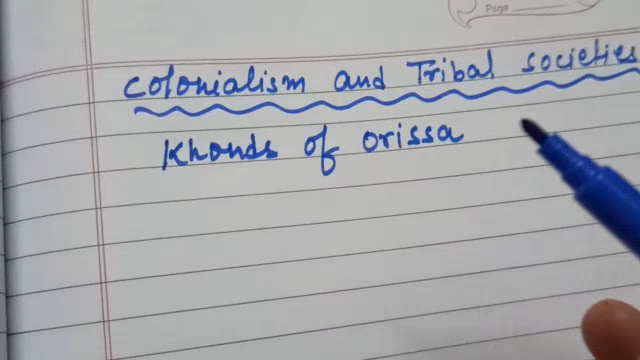 Page
Colonialism and Tribal societies
Khonds of orissa